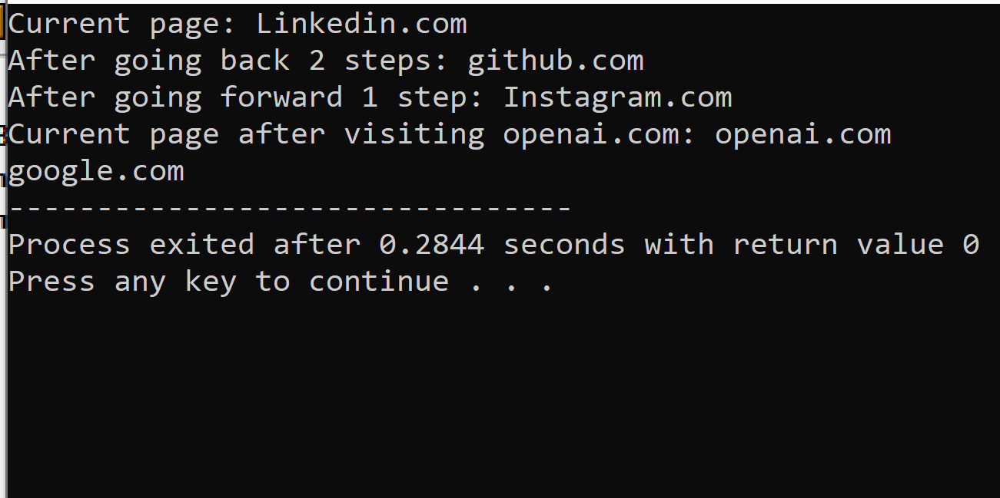 Current page: Linkedin.com
After going back 2 steps: github.com
After going forward 1 step: Instagram.com
Current page after visiting openai.com: openai.com
google.com
--------------------------------
Process exited after 0.2844 seconds with return value 0
Press any key to continue . . .